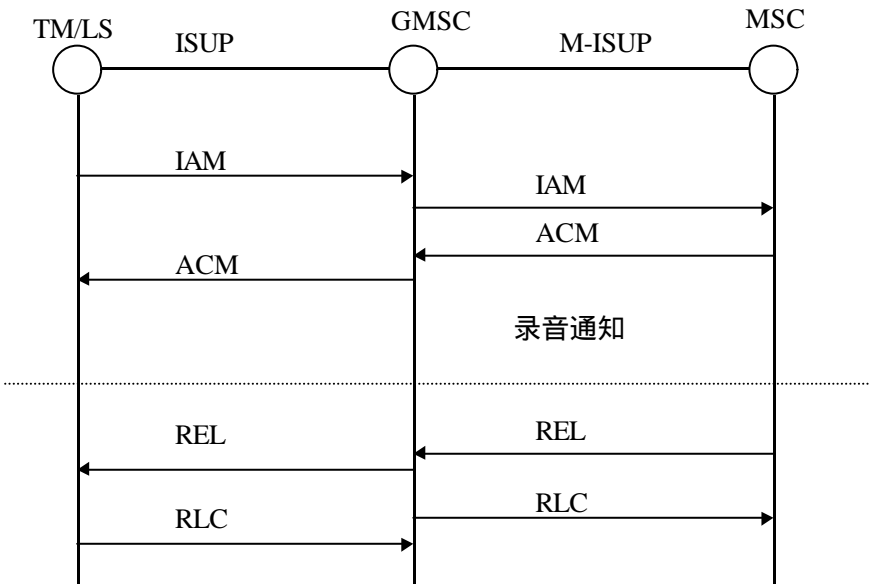 TM/LS
ISUP
GMSC
M-ISUP
MSC
IAM
IAM
ACM
ACM
录音通知
REL
REL
RLC
RLC